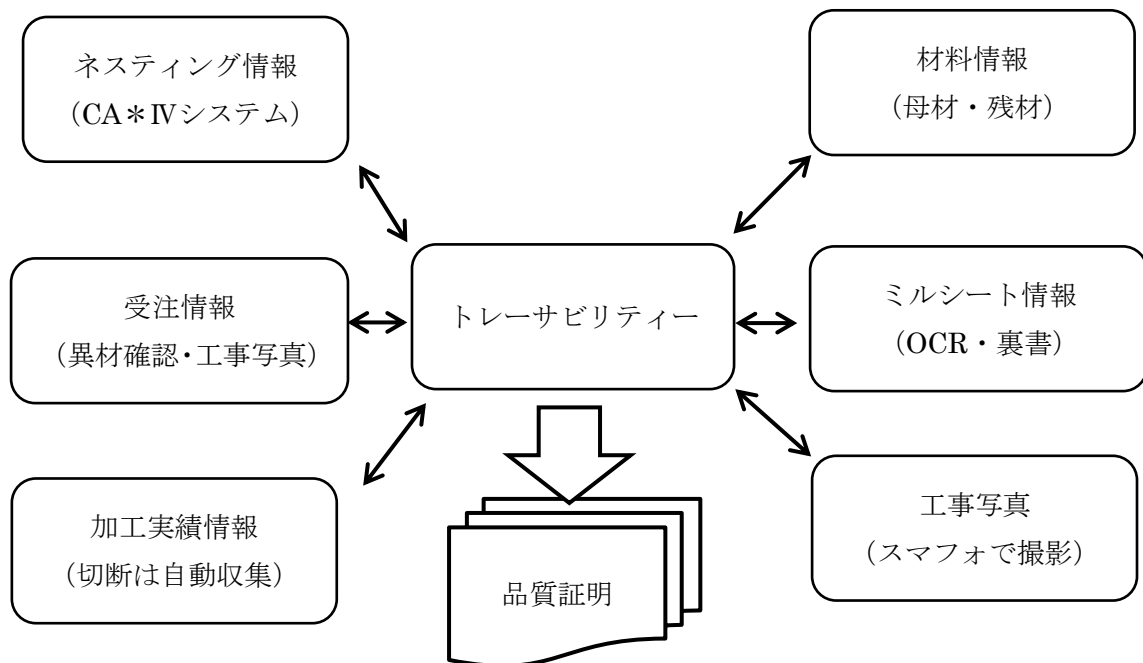 ネスティング情報
（CA＊Ⅳシステム）
材料情報
（母材・残材）
受注情報
（異材確認・工事写真）
トレーサビリティー
ミルシート情報
（OCR・裏書）
加工実績情報
（切断は自動収集）
品質証明
工事写真
（スマフォで撮影）